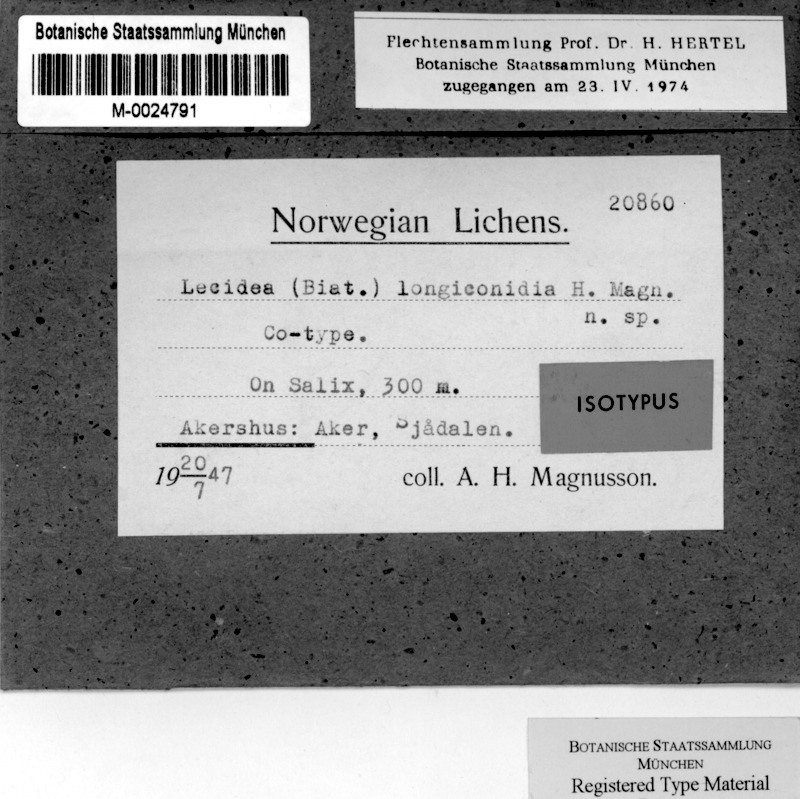 Botanische Staatssammlung München
M-0024791
Flechtensammlung Prof. Dr. H. HERTEL
Botanische Staatssammlung München
zugegangen am 23. IV. 1974
20860
Norwegian Lichens.
Lecidea (Biat.) longiconidia H. Magn.
n. sp.
Co-type.
On Salix, 300 m.
ISOTYPUS
Akershus: Aker, Sjådalen.
19 20/7 47
coll. A. H. Magnusson.
BOTANISCHE STAATSSAMMLUNG
MÜNCHEN
Registered Type Material